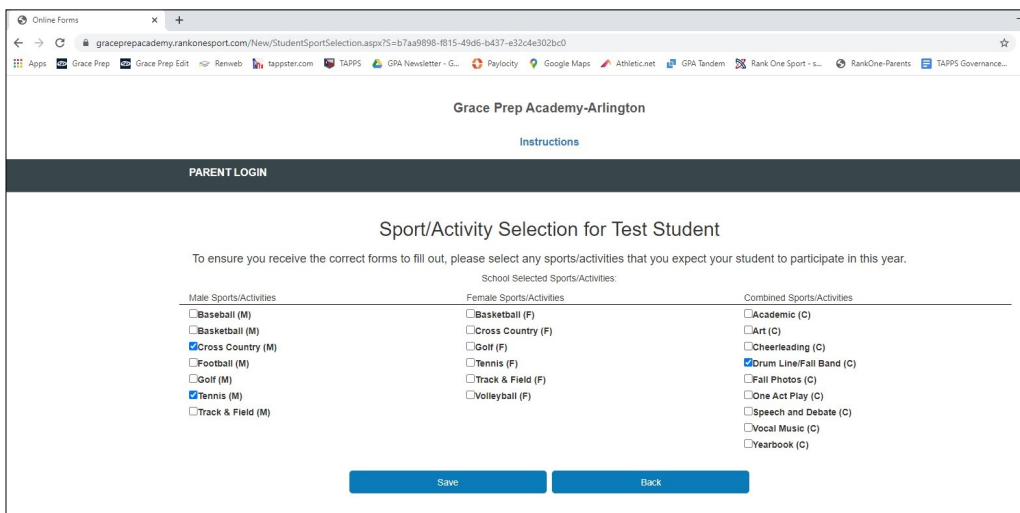 Online Forms × +
graceprepacademy.rankonesport.com/New/StudentSportSelection.aspx?S=b7aa9898-f815-49d6-b437-e32c4e302bc0
Apps Grace Prep Grace Prep Edit Renweb tappster.com TAPPS GPA Newsletter - G... Paylocity Google Maps Athletic.net GPA Tandem Rank One Sport - s... RankOne-Parents TAPPS Governance...
Grace Prep Academy-Arlington
Instructions
PARENT LOGIN
Sport/Activity Selection for Test Student
To ensure you receive the correct forms to fill out, please select any sports/activities that you expect your student to participate in this year.
School Selected Sports/Activities:
Male Sports/Activities Female Sports/Activities Combined Sports/Activities
Baseball (M) Basketball (F) Academic (C)
Basketball (M) Cross Country (F) Art (C)
Cross Country (M) Golf (F) Cheerleading (C)
Football (M) Tennis (F) Drum Line/Fall Band (C)
Golf (M) Track & Field (F) Fall Photos (C)
Tennis (M) Volleyball (F) One Act Play (C)
Track & Field (M) Speech and Debate (C)
Vocal Music (C)
Yearbook (C)
Save Back